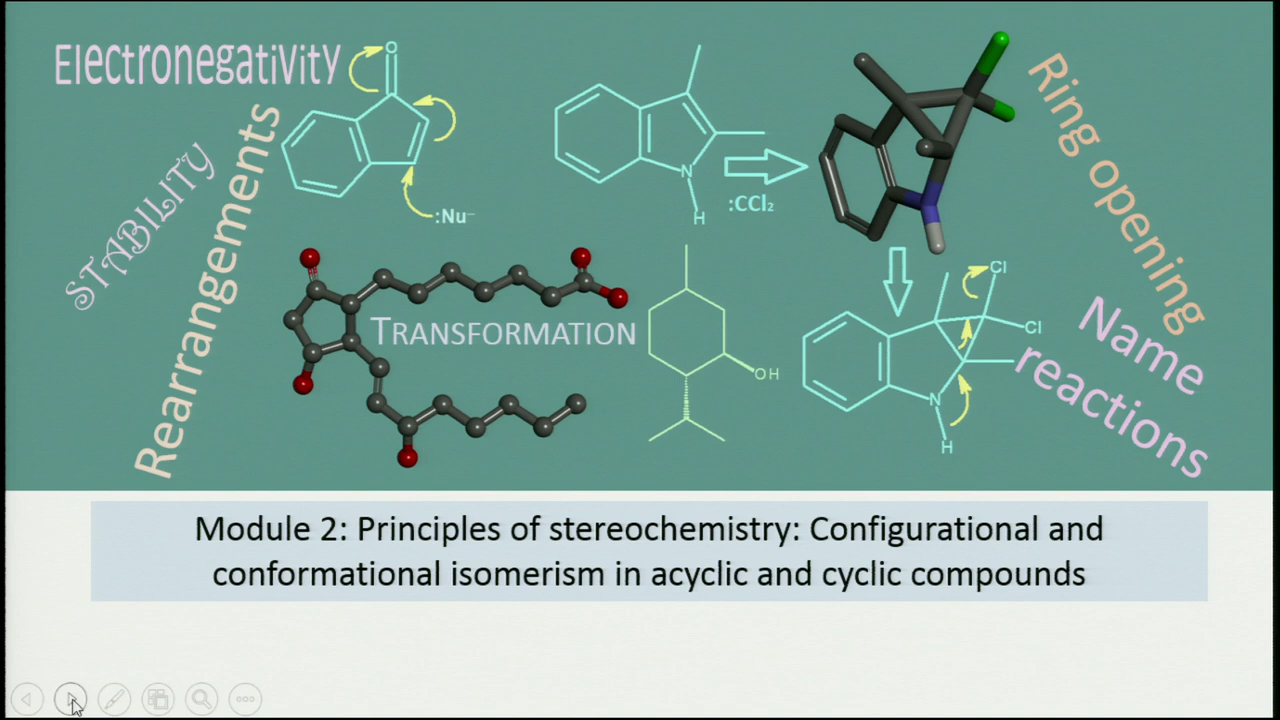 Electronegativity
STABILITY
Rearrangements
O
:Nu⁻
N
H
:CCl₂
TRANSFORMATION
OH
Cl
Cl
N
H
Ring opening
Name
reactions
Module 2: Principles of stereochemistry: Configurational and
conformational isomerism in acyclic and cyclic compounds